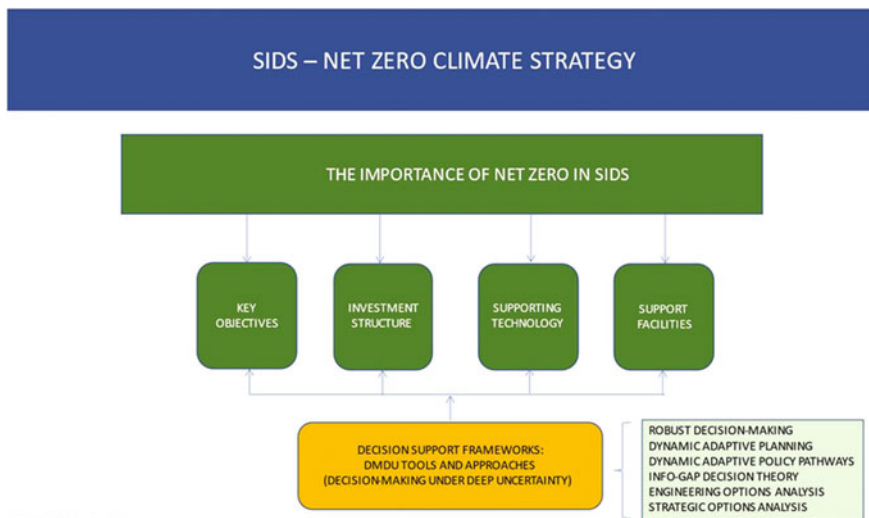 SIDS – NET ZERO CLIMATE STRATEGY
THE IMPORTANCE OF NET ZERO IN SIDS
KEY
OBJECTIVES
INVESTMENT
STRUCTURE
SUPPORTING
TECHNOLOGY
SUPPORT
FACILITIES
DECISION SUPPORT FRAMEWORKS:
DMDU TOOLS AND APPROACHES
(DECISION-MAKING UNDER DEEP UNCERTAINTY)
ROBUST DECISION-MAKING
DYNAMIC ADAPTIVE PLANNING
DYNAMIC ADAPTIVE POLICY PATHWAYS
INFO-GAP DECISION THEORY
ENGINEERING OPTIONS ANALYSIS
STRATEGIC OPTIONS ANALYSIS